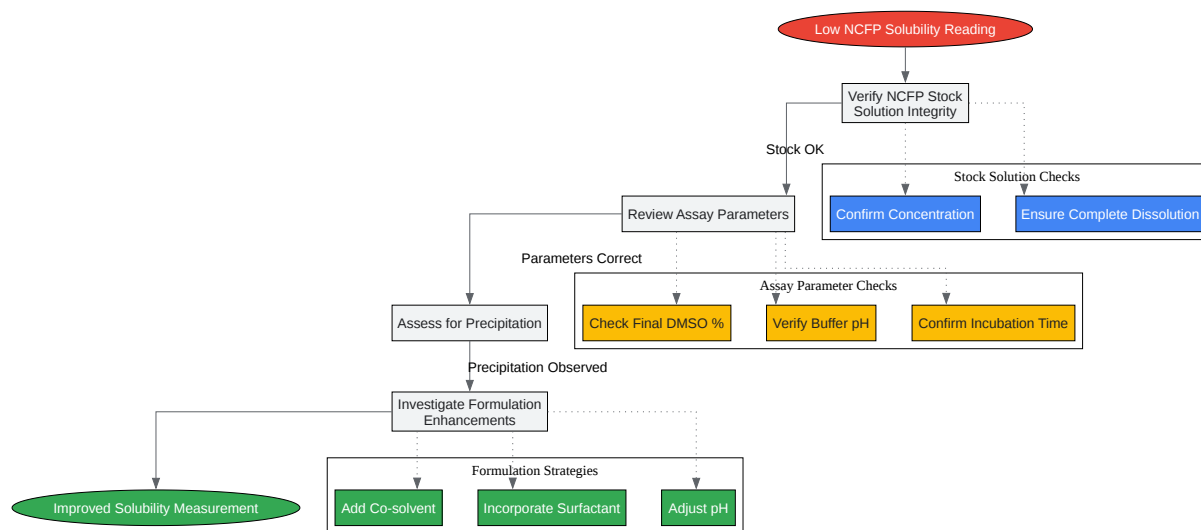 Low NCFP Solubility Reading
Verify NCFP Stock
Solution Integrity
Stock OK
Stock Solution Checks
Confirm Concentration
Ensure Complete Dissolution
Review Assay Parameters
Parameters Correct
Assay Parameter Checks
Check Final DMSO %
Verify Buffer pH
Confirm Incubation Time
Assess for Precipitation
Precipitation Observed
Investigate Formulation
Enhancements
Formulation Strategies
Improved Solubility Measurement
Add Co-solvent
Incorporate Surfactant
Adjust pH